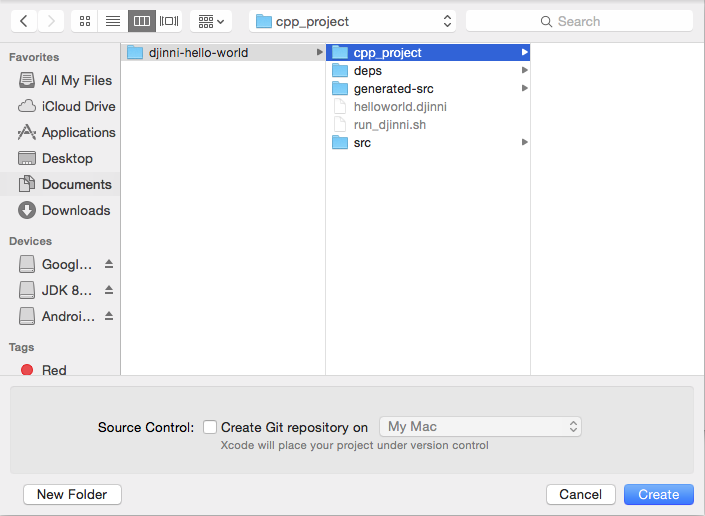 cpp_project
Search
Favorites
All My Files
iCloud Drive
Applications
Desktop
Documents
Downloads
Devices
Googl...
JDK 8...
Androi...
Tags
Red
djinni-hello-world
cpp_project
deps
generated-src
helloworld.djinni
run_djinni.sh
src
Source Control: Create Git repository on My Mac
Xcode will place your project under version control
New Folder Cancel Create